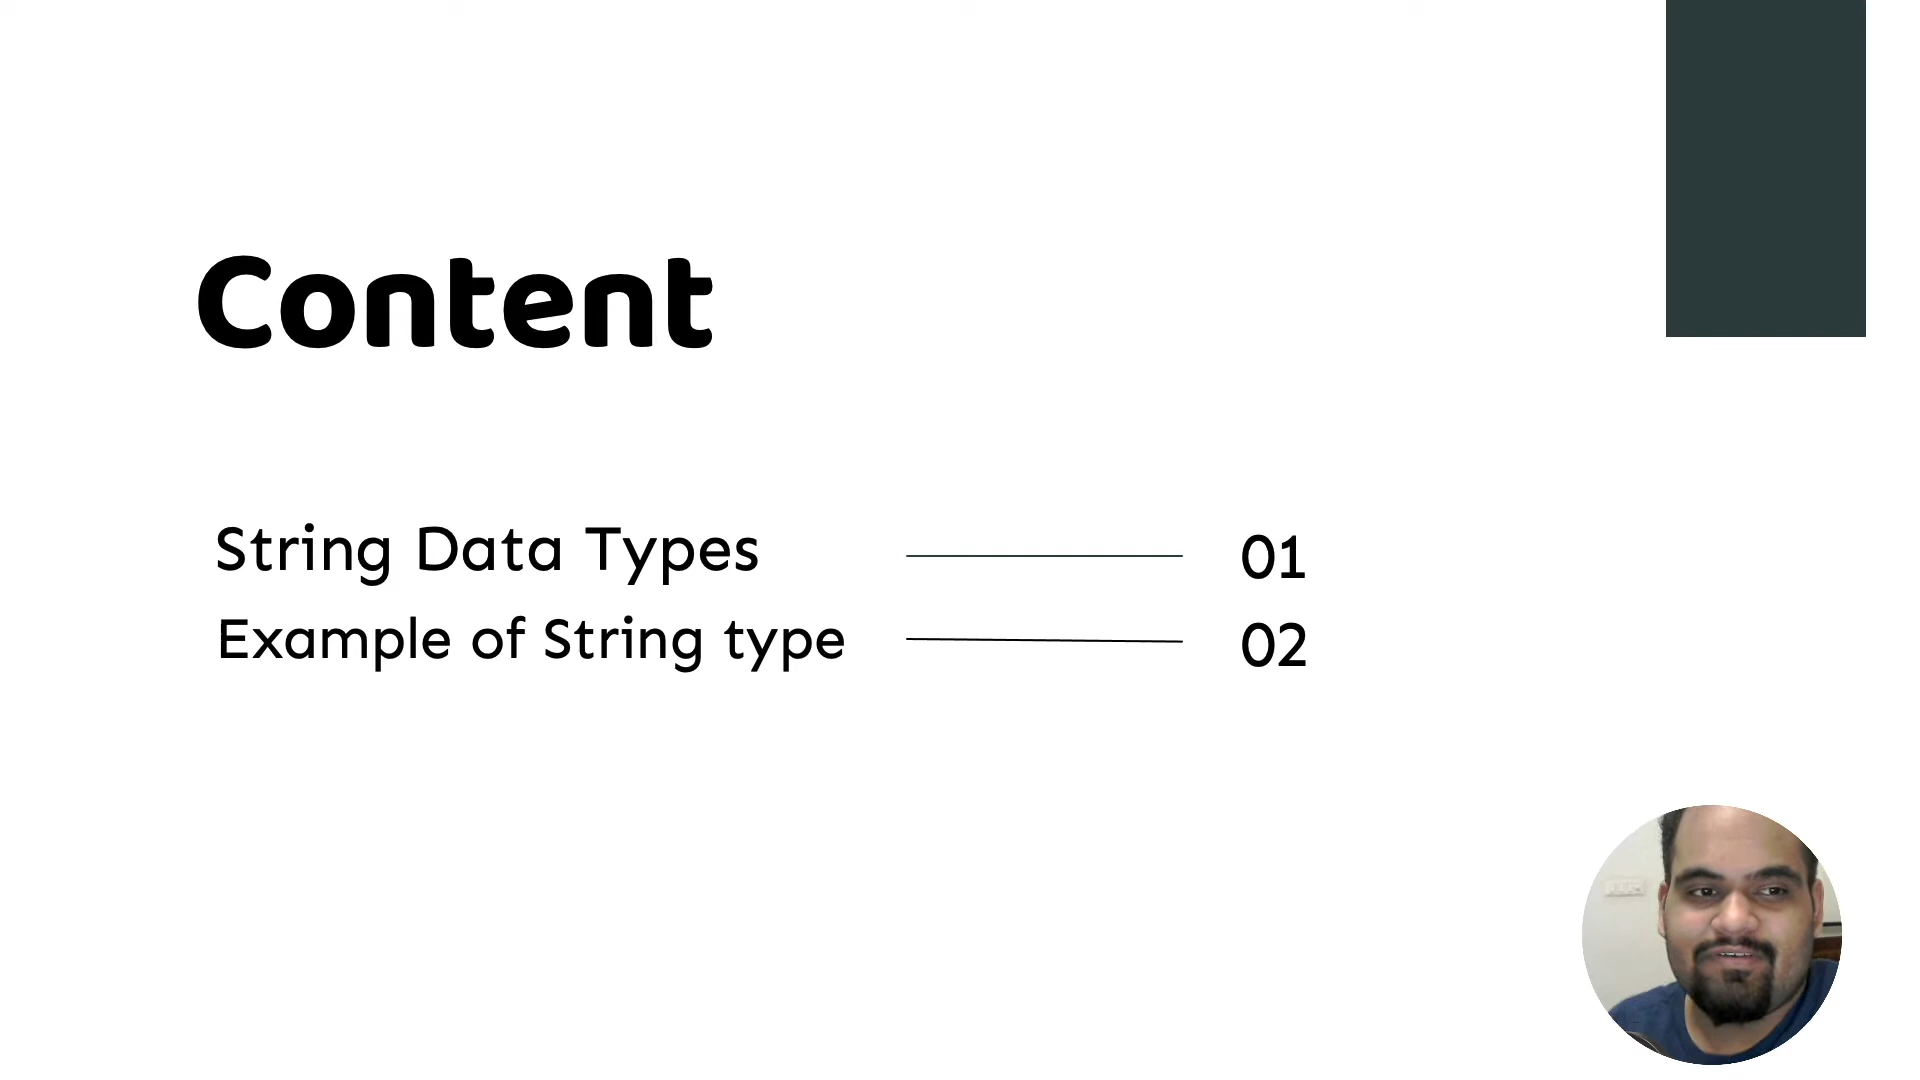 Content
String Data Types 01
Example of String type 02